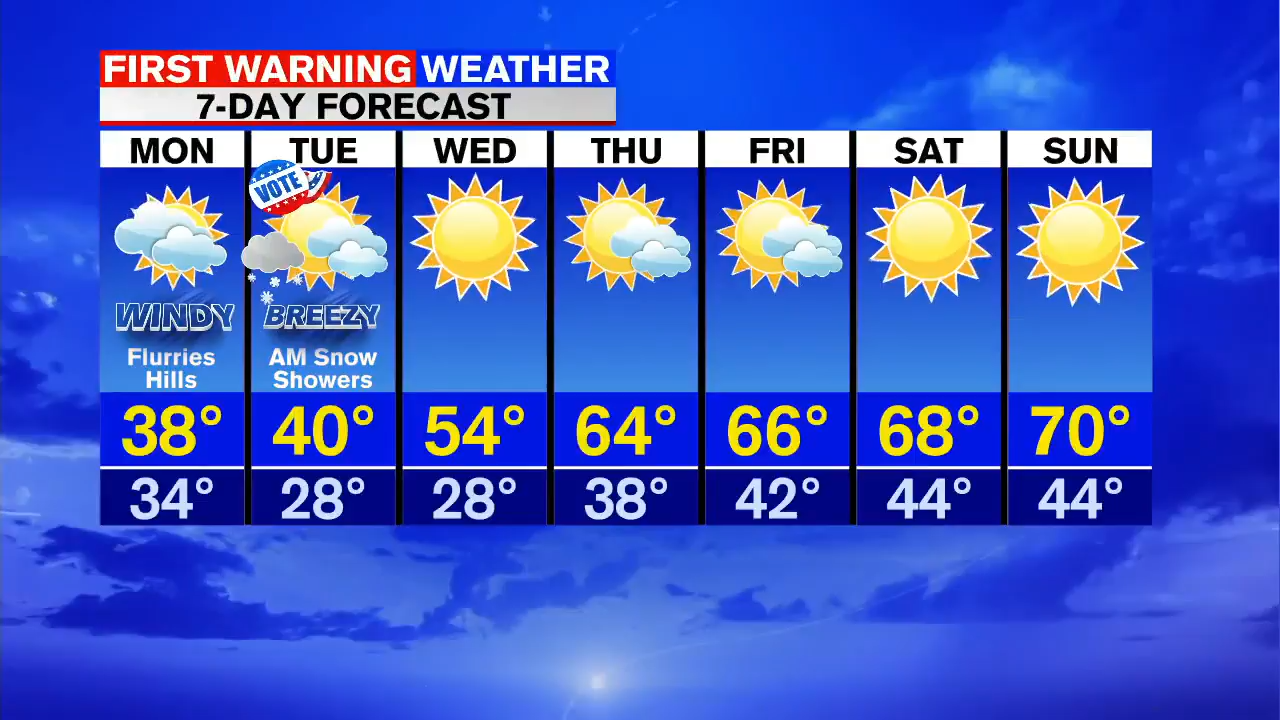 FIRST WARNING WEATHER
7-DAY FORECAST
MON TUE WED THU FRI SAT SUN
VOTE
WINDY BREEZY
Flurries AM Snow
Hills Showers
38° 40° 54° 64° 66° 68° 70°
34° 28° 28° 38° 42° 44° 44°